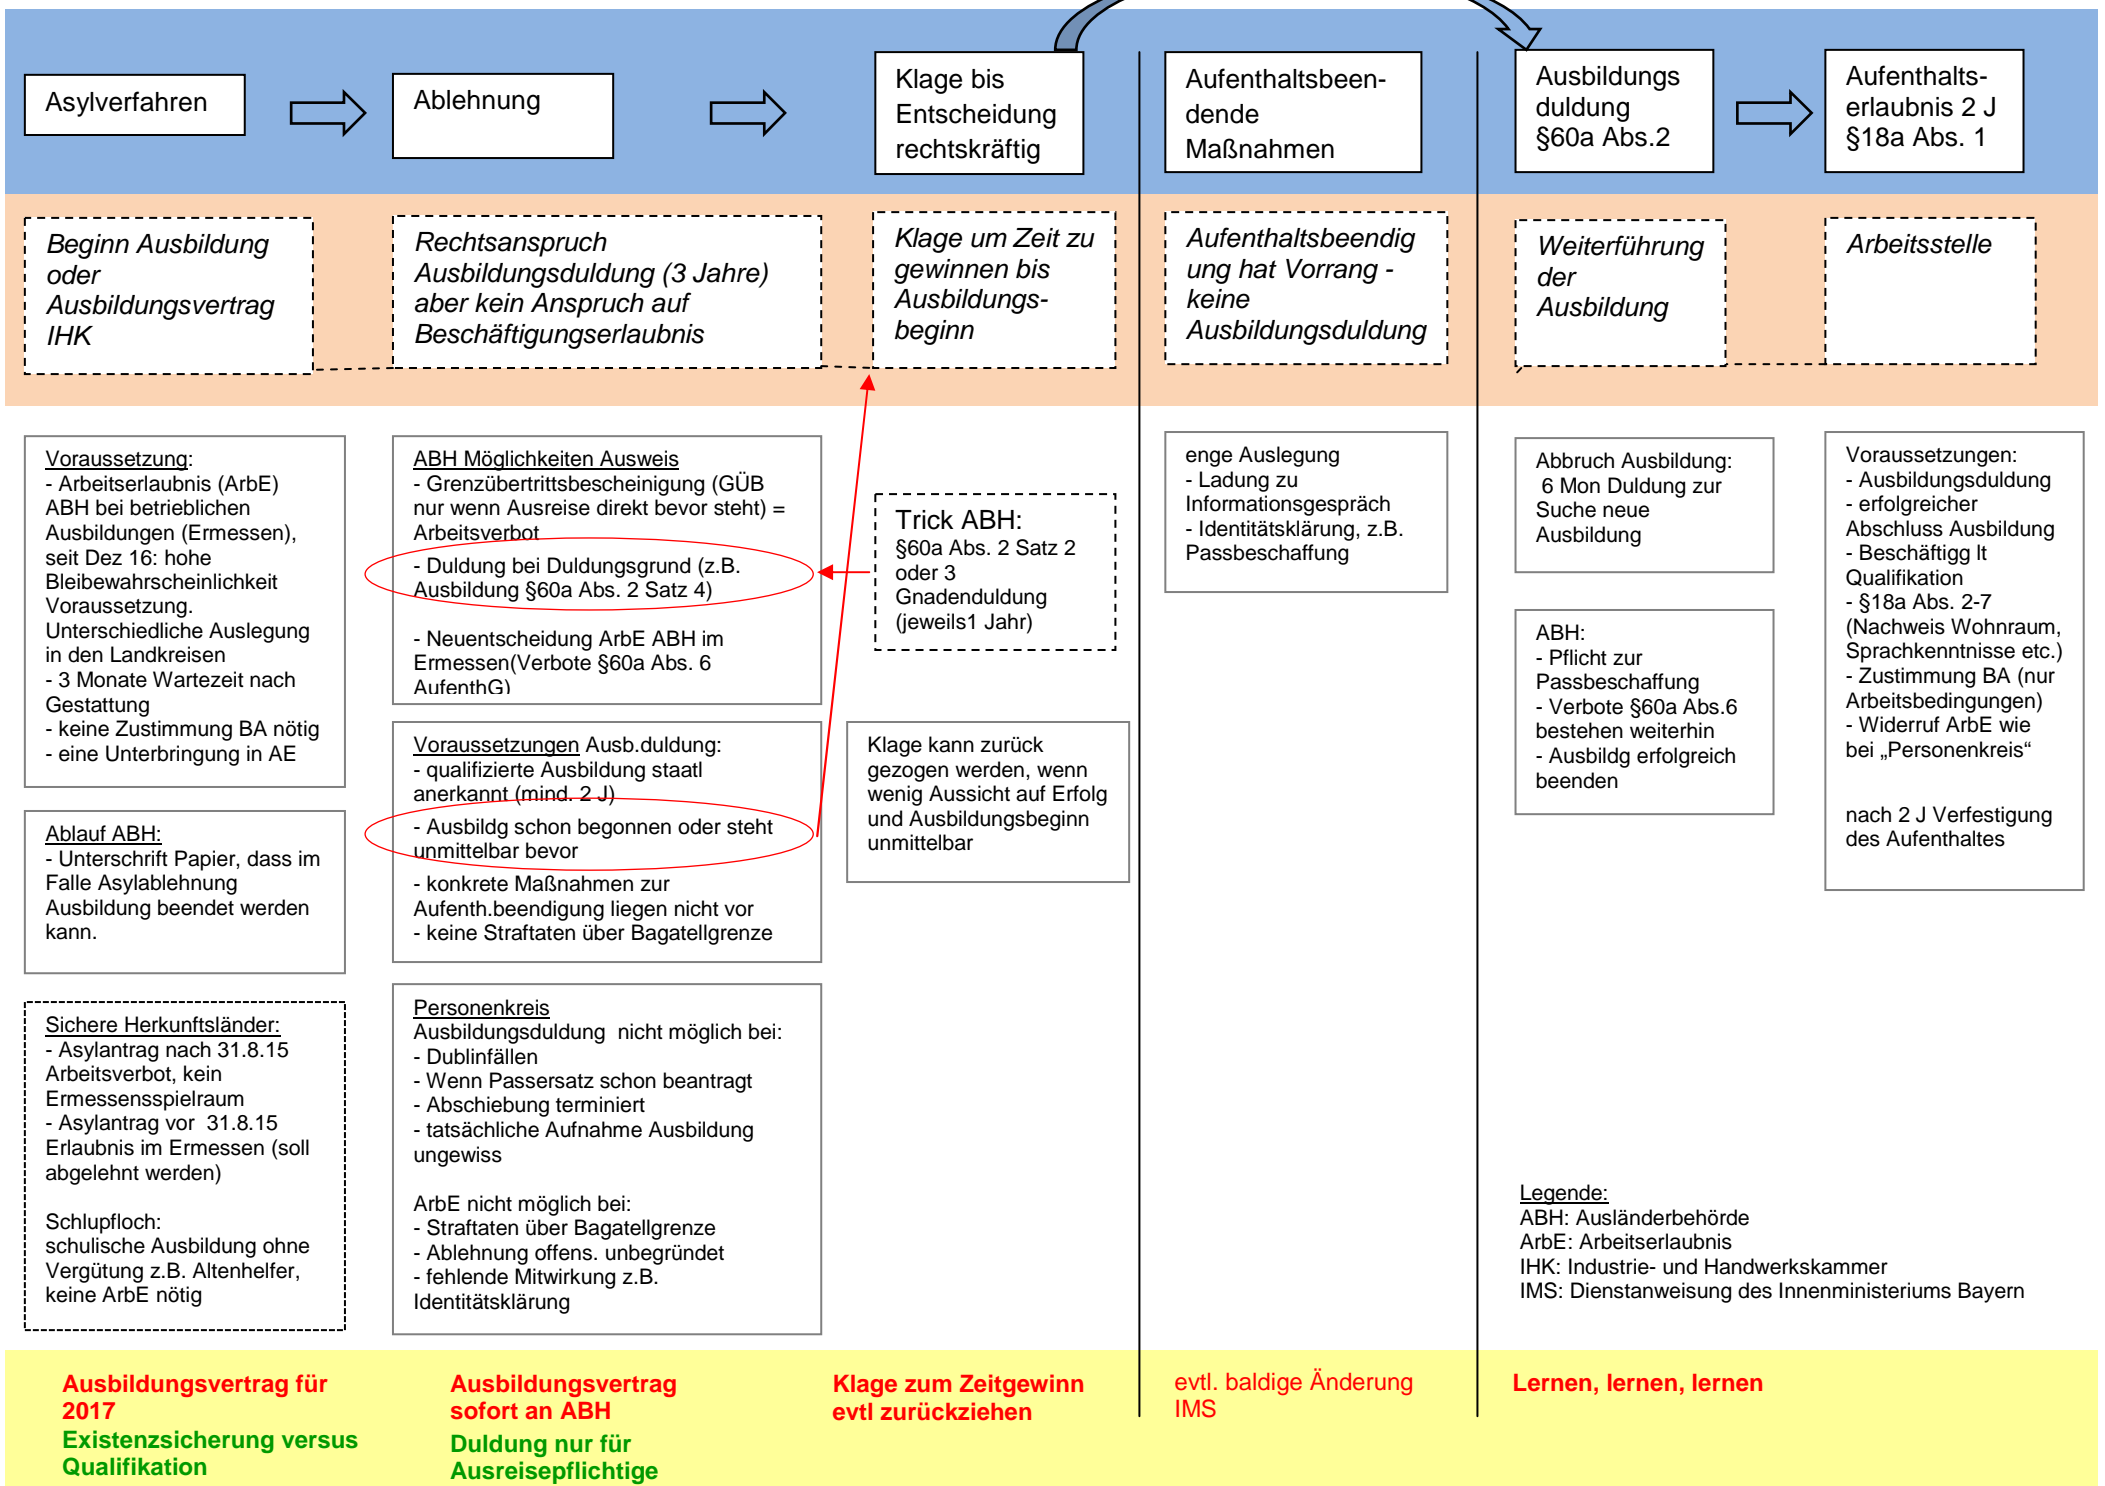 Asylverfahren
Ablehnung
Klage bis
Entscheidung
rechtskräftig
Aufenthaltsbeen-
dende
Maßnahmen
Ausbildungs
duldung
§60a Abs.2
Aufenthalts-
erlaubnis 2 J
§18a Abs. 1
Beginn Ausbildung
oder
Ausbildungsvertrag
IHK
Rechtsanspruch
Ausbildungsduldung (3 Jahre)
aber kein Anspruch auf
Beschäftigungserlaubnis
Klage um Zeit zu
gewinnen bis
Ausbildungs-
beginn
Aufenthaltsbeendig
ung hat Vorrang -
keine
Ausbildungsduldung
Weiterführung
der
Ausbildung
Arbeitsstelle
Voraussetzung:
- Arbeitserlaubnis (ArbE)
ABH bei betrieblichen
Ausbildungen (Ermessen),
seit Dez 16: hohe
Bleibewahrscheinlichkeit
Voraussetzung.
Unterschiedliche Auslegung
in den Landkreisen
- 3 Monate Wartezeit nach
Gestattung
- keine Zustimmung BA nötig
- eine Unterbringung in AE
Ablauf ABH:
- Unterschrift Papier, dass im
Falle Asylablehnung
Ausbildung beendet werden
kann.
Sichere Herkunftsländer:
- Asylantrag nach 31.8.15
Arbeitsverbot, kein
Ermessensspielraum
- Asylantrag vor  31.8.15
Erlaubnis im Ermessen (soll
abgelehnt werden)
Schlupfloch:
schulische Ausbildung ohne
Vergütung z.B. Altenhelfer,
keine ArbE nötig
ABH Möglichkeiten Ausweis
- Grenzübertrittsbescheinigung (GÜB
nur wenn Ausreise direkt bevor steht) =
Arbeitsverbot
- Duldung bei Duldungsgrund (z.B.
Ausbildung §60a Abs. 2 Satz 4)
- Neuentscheidung ArbE ABH im
Ermessen(Verbote §60a Abs. 6
AufenthG)
Voraussetzungen Ausb.duldung:
- qualifizierte Ausbildung staatl
anerkannt (mind. 2 J)
- Ausbildg schon begonnen oder steht
unmittelbar bevor
- konkrete Maßnahmen zur
Aufenth.beendigung liegen nicht vor
- keine Straftaten über Bagatellgrenze
Personenkreis
Ausbildungsduldung  nicht möglich bei:
- Dublinfällen
- Wenn Passersatz schon beantragt
- Abschiebung terminiert
- tatsächliche Aufnahme Ausbildung
ungewiss
ArbE nicht möglich bei:
- Straftaten über Bagatellgrenze
- Ablehnung offens. unbegründet
- fehlende Mitwirkung z.B.
Identitätsklärung
Trick ABH:
§60a Abs. 2 Satz 2
oder 3
Gnadenduldung
(jeweils1 Jahr)
Klage kann zurück
gezogen werden, wenn
wenig Aussicht auf Erfolg
und Ausbildungsbeginn
unmittelbar
enge Auslegung
- Ladung zu
Informationsgespräch
- Identitätsklärung, z.B.
Passbeschaffung
Abbruch Ausbildung:
6 Mon Duldung zur
Suche neue
Ausbildung
ABH:
- Pflicht zur
Passbeschaffung
- Verbote §60a Abs.6
bestehen weiterhin
- Ausbildg erfolgreich
beenden
Voraussetzungen:
- Ausbildungsduldung
- erfolgreicher
Abschluss Ausbildung
- Beschäftigg lt
Qualifikation
- §18a Abs. 2-7
(Nachweis Wohnraum,
Sprachkenntnisse etc.)
- Zustimmung BA (nur
Arbeitsbedingungen)
- Widerruf ArbE wie
bei „Personenkreis“
nach 2 J Verfestigung
des Aufenthaltes
Legende:
ABH: Ausländerbehörde
ArbE: Arbeitserlaubnis
IHK: Industrie- und Handwerkskammer
IMS: Dienstanweisung des Innenministeriums Bayern
Ausbildungsvertrag für
2017
Existenzsicherung versus
Qualifikation
Ausbildungsvertrag
sofort an ABH
Duldung nur für
Ausreisepflichtige
Klage zum Zeitgewinn
evtl zurückziehen
evtl. baldige Änderung
IMS
Lernen, lernen, lernen